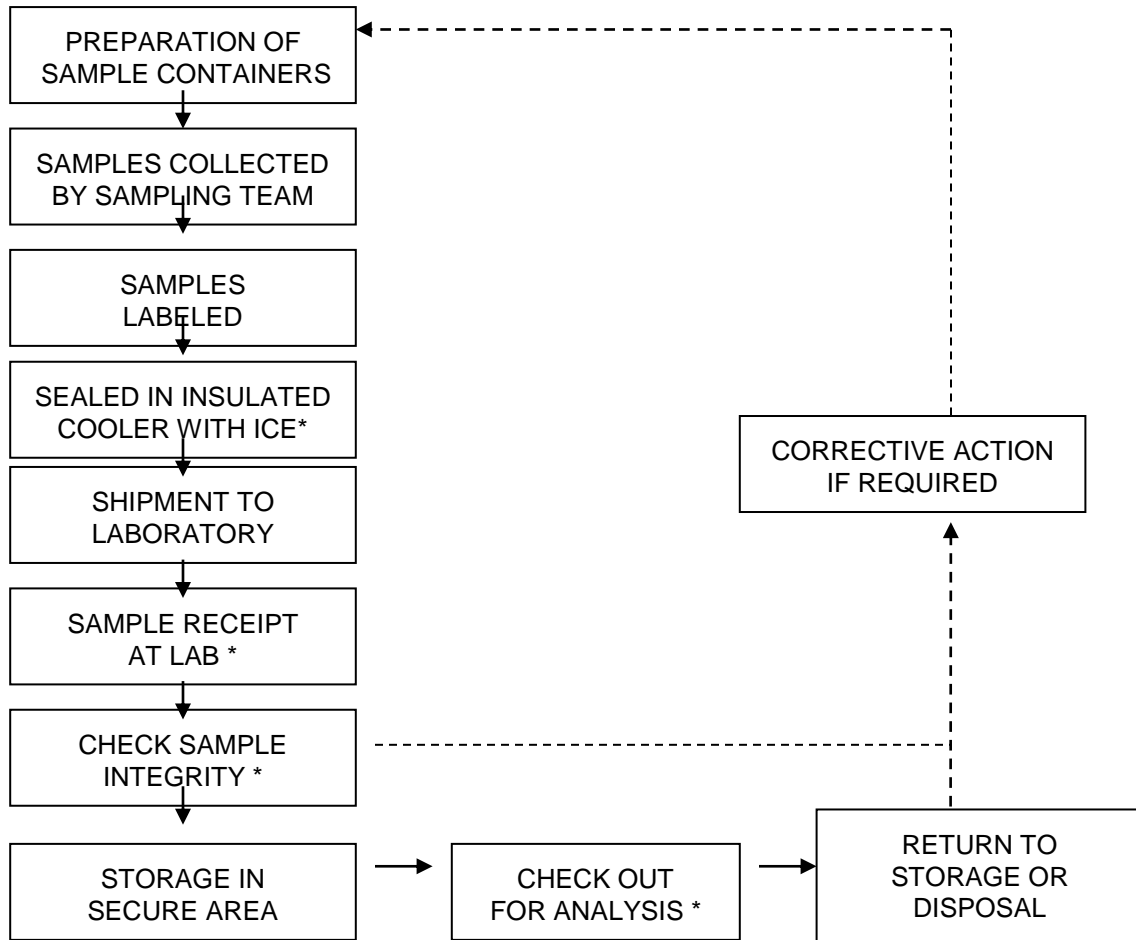 PREPARATION OF
SAMPLE CONTAINERS
SAMPLES COLLECTED
BY SAMPLING TEAM
SAMPLES
LABELED
SEALED IN INSULATED
COOLER WITH ICE*
SHIPMENT TO
LABORATORY
SAMPLE RECEIPT
AT LAB *
CHECK SAMPLE
INTEGRITY *
STORAGE IN
SECURE AREA
CHECK OUT
FOR ANALYSIS *
RETURN TO
STORAGE OR
DISPOSAL
CORRECTIVE ACTION
IF REQUIRED